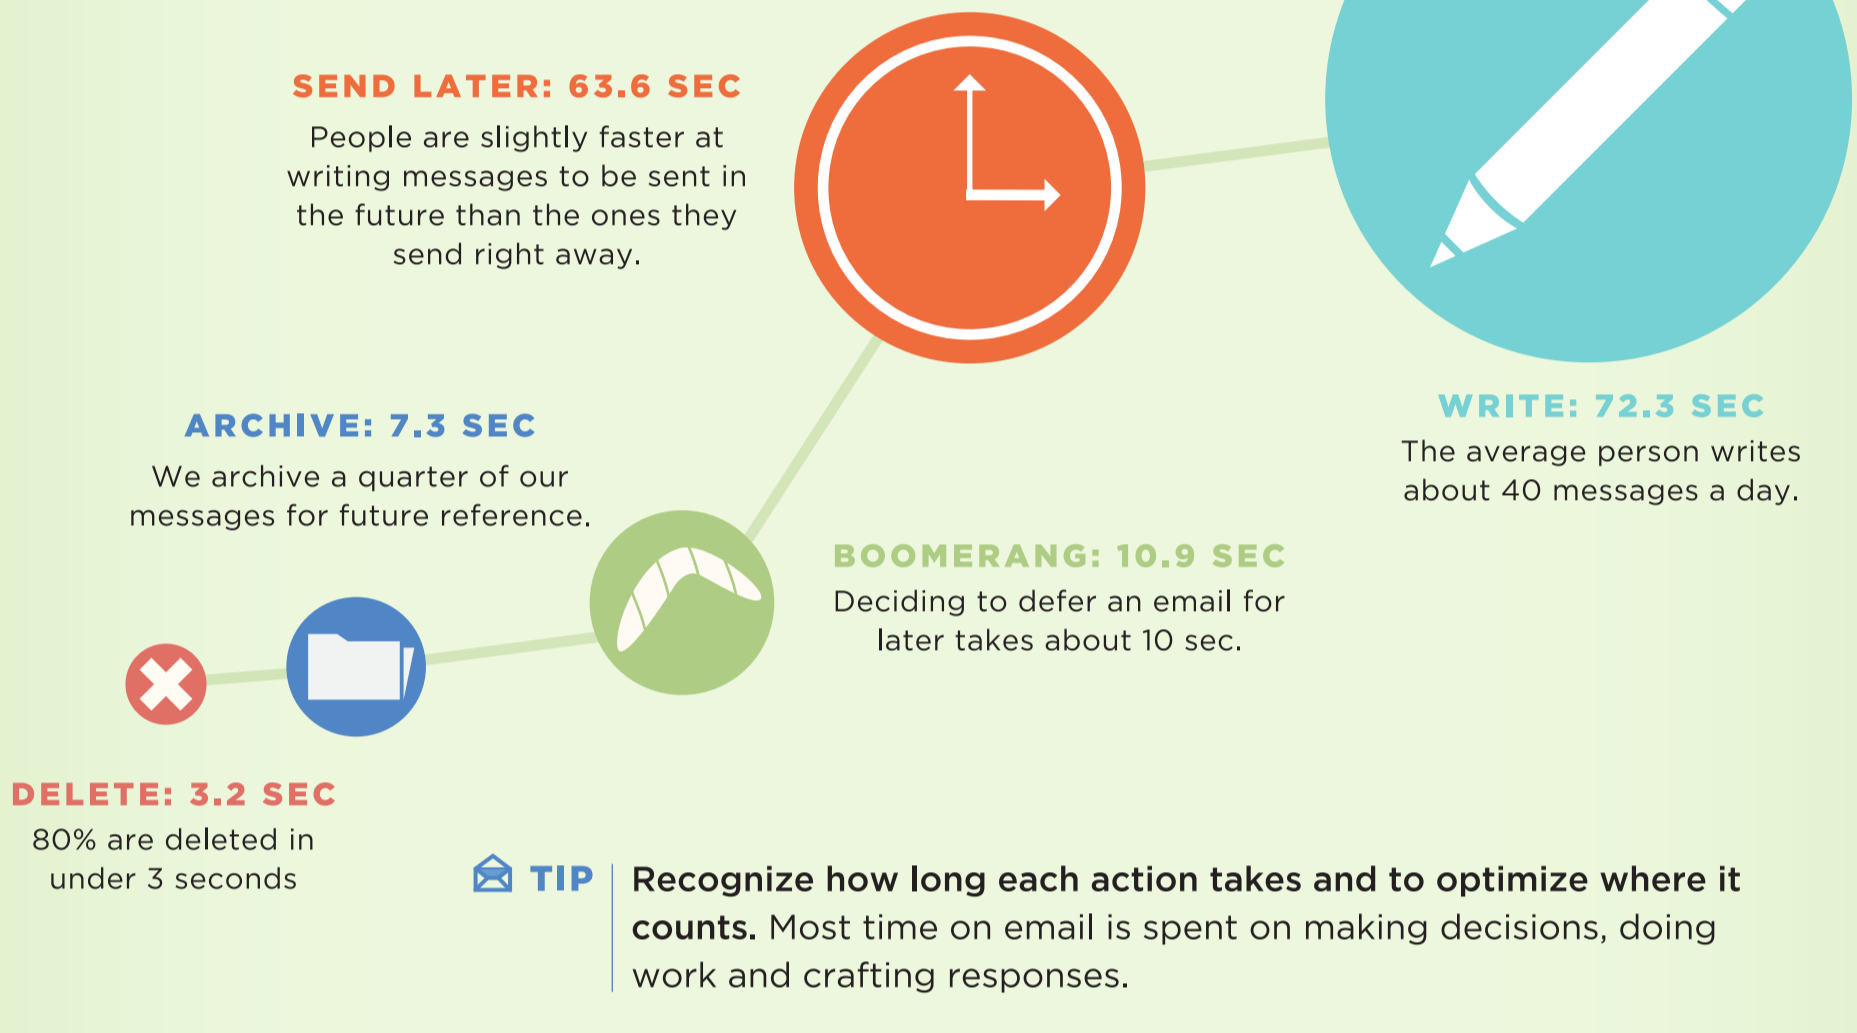 SEND LATER: 63.6 SEC
People are slightly faster at
writing messages to be sent in
the future than the ones they
send right away.
ARCHIVE: 7.3 SEC
We archive a quarter of our
messages for future reference.
WRITE: 72.3 SEC
The average person writes
about 40 messages a day.
BOOMERANG: 10.9 SEC
Deciding to defer an email for
later takes about 10 sec.
DELETE: 3.2 SEC
80% are deleted in
under 3 seconds
TIP
Recognize how long each action takes and to optimize where it
counts. Most time on email is spent on making decisions, doing
work and crafting responses.